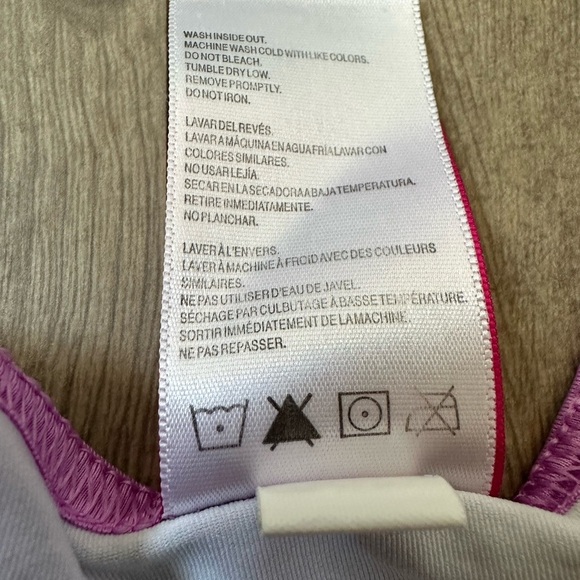 WASH INSIDE OUT.
MACHINE WASH COLD WITH LIKE COLORS.
DO NOT BLEACH.
TUMBLE DRY LOW.
REMOVE PROMPTLY.
DO NOT IRON.
LAVAR DEL REVÉS.
LAVAR A MÁQUINA EN AGUA FRÍA LAVAR CON
COLORES SIMILARES.
NO USAR LEJÍA.
SECAR EN LA SECADORA A BAJA TEMPERATURA.
RETIRE INMEDIATAMENTE.
NO PLANCHAR.
LAVER À L'ENVERS.
LAVER À MACHINE À FROID AVEC DES COULEURS
SIMILAIRES.
NE PAS UTILISER D'EAU DE JAVEL.
SÉCHAGE PAR CULBUTAGE À BASSE TEMPÉRATURE.
SORTIR IMMÉDIATEMENT DE LA MACHINE.
NE PAS REPASSER.